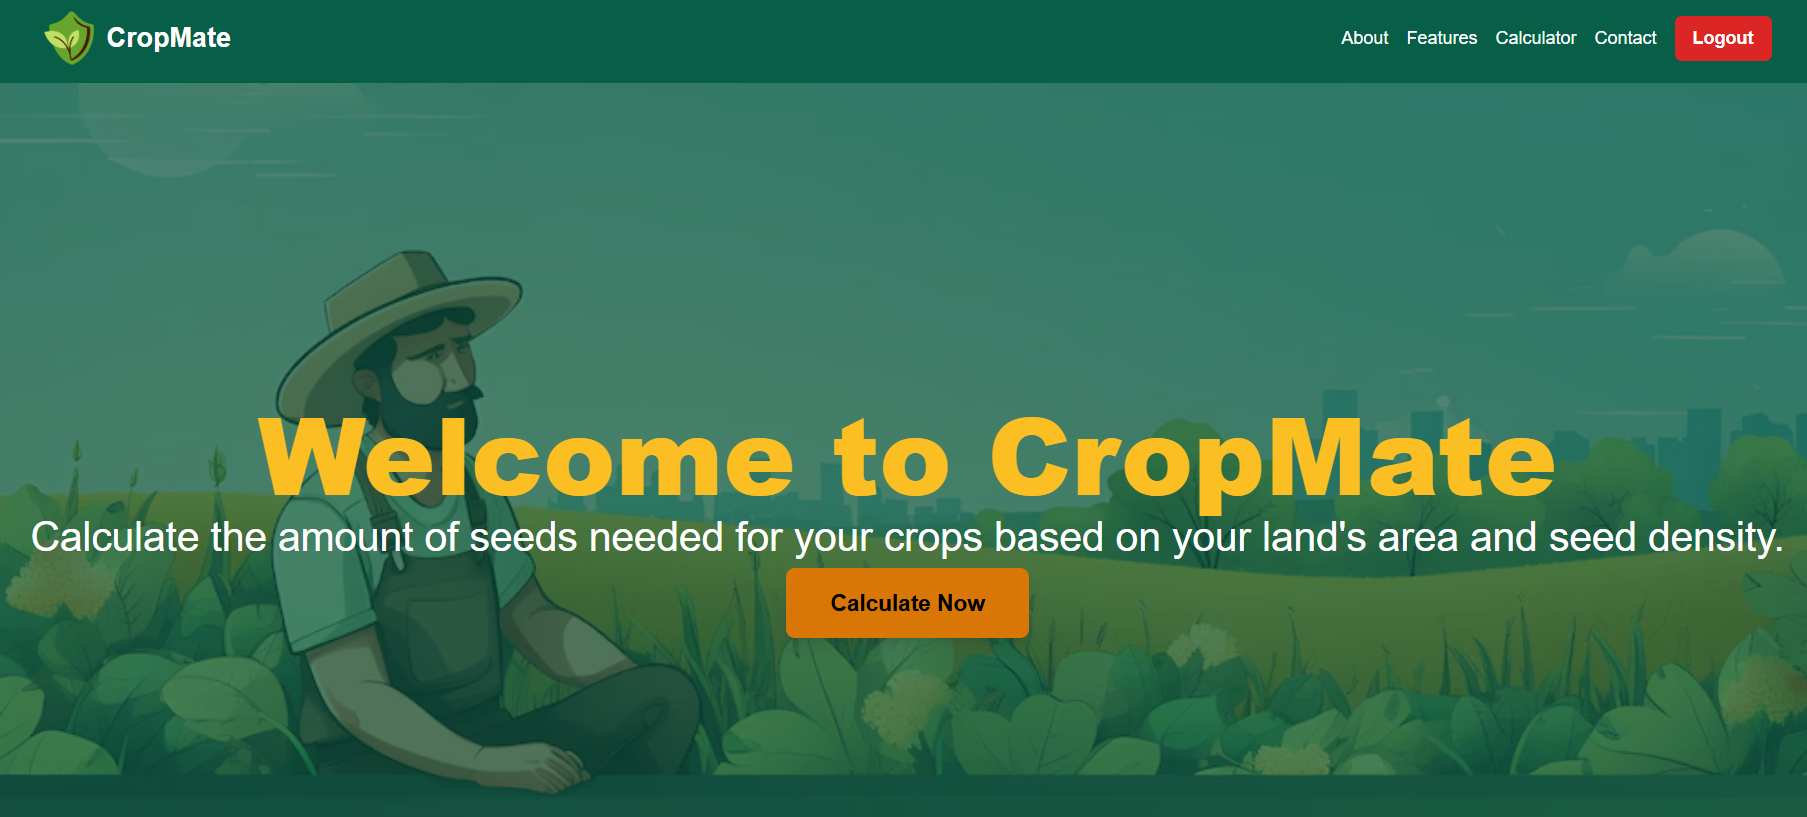 CropMate
About Features Calculator Contact Logout
Welcome to CropMate
Calculate the amount of seeds needed for your crops based on your land's area and seed density.
Calculate Now